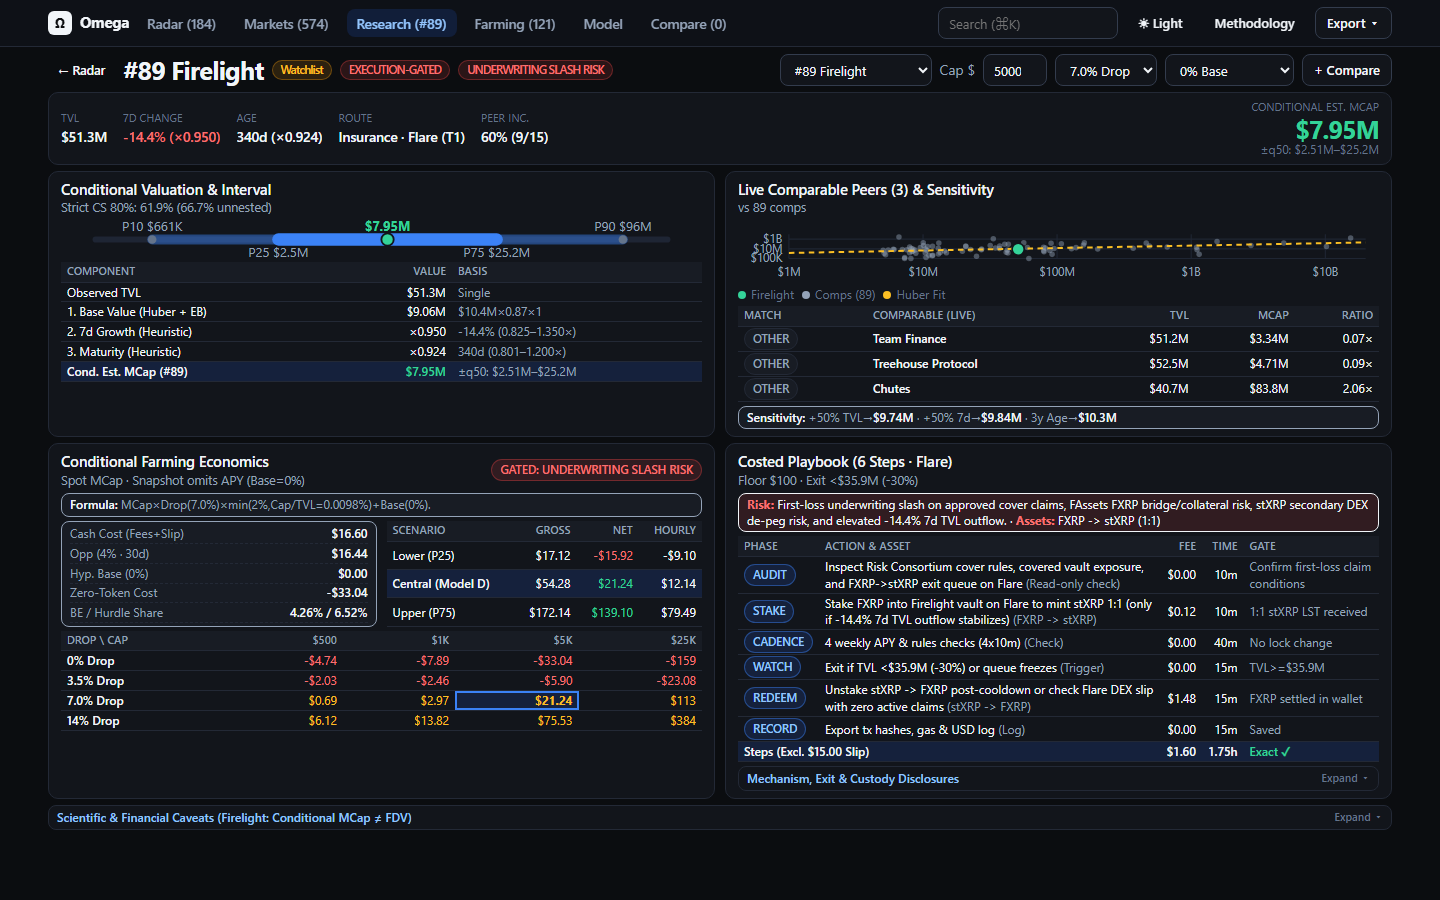 Ω Omega Radar (184) Markets (574) Research (#89) Farming (121) Model Compare (0) Search (⌘K) ☀ Light Methodology Export ▾
← Radar #89 Firelight Watchlist EXECUTION-GATED UNDERWRITING SLASH RISK #89 Firelight Cap $ 5000 7.0% Drop 0% Base + Compare
TVL 7D CHANGE AGE ROUTE PEER INC.
$51.3M -14.4% (×0.950) 340d (×0.924) Insurance · Flare (T1) 60% (9/15)
CONDITIONAL EST. MCAP
$7.95M
±q50: $2.51M–$25.2M
Conditional Valuation & Interval
Strict CS 80%: 61.9% (66.7% unnested)
P10 $661K $7.95M P90 $96M
P25 $2.5M P75 $25.2M
COMPONENT VALUE BASIS
Observed TVL $51.3M Single
1. Base Value (Huber + EB) $9.06M $10.4M×0.87×1
2. 7d Growth (Heuristic) ×0.950 -14.4% (0.825–1.350×)
3. Maturity (Heuristic) ×0.924 340d (0.801–1.200×)
Cond. Est. MCap (#89) $7.95M ±q50: $2.51M–$25.2M
Live Comparable Peers (3) & Sensitivity
vs 89 comps
$1B
$10M
$100K
$1M $10M $100M $1B $10B
Firelight Comps (89) Huber Fit
MATCH COMPARABLE (LIVE) TVL MCAP RATIO
OTHER Team Finance $51.2M $3.34M 0.07×
OTHER Treehouse Protocol $52.5M $4.71M 0.09×
OTHER Chutes $40.7M $83.8M 2.06×
Sensitivity: +50% TVL→$9.74M · +50% 7d→$9.84M · 3y Age→$10.3M
Conditional Farming Economics
Spot MCap · Snapshot omits APY (Base=0%)
GATED: UNDERWRITING SLASH RISK
Formula: MCap×Drop(7.0%)×min(2%,Cap/TVL=0.0098%)+Base(0%).
Cash Cost (Fees+Slip) $16.60
Opp (4% · 30d) $16.44
Hyp. Base (0%) $0.00
Zero-Token Cost -$33.04
BE / Hurdle Share 4.26% / 6.52%
SCENARIO GROSS NET HOURLY
Lower (P25) $17.12 -$15.92 -$9.10
Central (Model D) $54.28 $21.24 $12.14
Upper (P75) $172.14 $139.10 $79.49
DROP \ CAP $500 $1K $5K $25K
0% Drop -$4.74 -$7.89 -$33.04 -$159
3.5% Drop -$2.03 -$2.46 -$5.90 -$23.08
7.0% Drop $0.69 $2.97 $21.24 $113
14% Drop $6.12 $13.82 $75.53 $384
Costed Playbook (6 Steps · Flare)
Floor $100 · Exit <$35.9M (-30%)
Risk: First-loss underwriting slash on approved cover claims, FAssets FXRP bridge/collateral risk, stXRP secondary DEX
de-peg risk, and elevated -14.4% 7d TVL outflow. · Assets: FXRP -> stXRP (1:1)
PHASE ACTION & ASSET FEE TIME GATE
AUDIT Inspect Risk Consortium cover rules, covered vault exposure, $0.00 10m Confirm first-loss claim
and FXRP->stXRP exit queue on Flare (Read-only check) conditions
STAKE Stake FXRP into Firelight vault on Flare to mint stXRP 1:1 (only $0.12 10m 1:1 stXRP LST received
if -14.4% 7d TVL outflow stabilizes) (FXRP -> stXRP)
CADENCE 4 weekly APY & rules checks (4x10m) (Check) $0.00 40m No lock change
WATCH Exit if TVL <$35.9M (-30%) or queue freezes (Trigger) $0.00 15m TVL>=$35.9M
REDEEM Unstake stXRP -> FXRP post-cooldown or check Flare DEX slip $1.48 15m FXRP settled in wallet
with zero active claims (stXRP -> FXRP)
RECORD Export tx hashes, gas & USD log (Log) $0.00 15m Saved
Steps (Excl. $15.00 Slip) $1.60 1.75h Exact ✓
Mechanism, Exit & Custody Disclosures Expand ▾
Scientific & Financial Caveats (Firelight: Conditional MCap ≠ FDV) Expand ▾